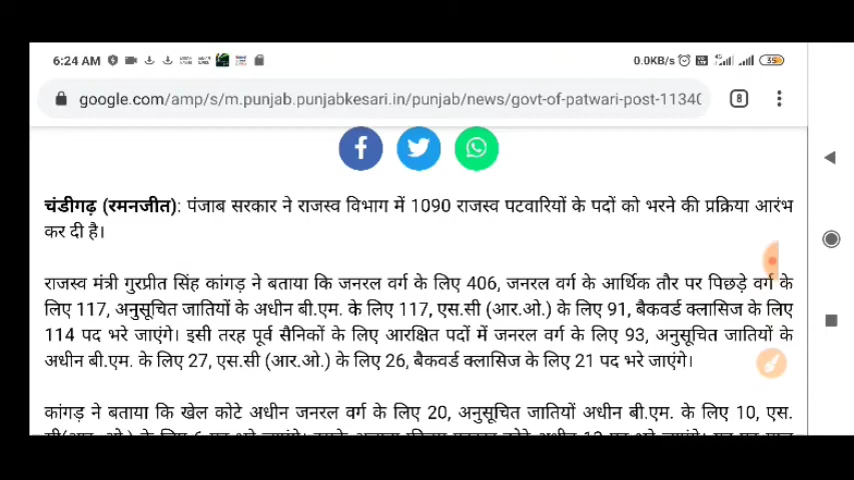 6:24 AM
0.0KB/s
35
google.com/amp/s/m.punjab.punjabkesari.in/punjab/news/govt-of-patwari-post-11340
8
चंडीगढ़ (रमनजीत): पंजाब सरकार ने राजस्व विभाग में 1090 राजस्व पटवारियों के पदों को भरने की प्रक्रिया आरंभ
कर दी है।
राजस्व मंत्री गुरप्रीत सिंह कांगड़ ने बताया कि जनरल वर्ग के लिए 406, जनरल वर्ग के आर्थिक तौर पर पिछड़े वर्ग के
लिए 117, अनुसूचित जातियों के अधीन बी.एम. के लिए 117, एस.सी (आर.ओ.) के लिए 91, बैकवर्ड क्लासिज के लिए
114 पद भरे जाएंगे। इसी तरह पूर्व सैनिकों के लिए आरक्षित पदों में जनरल वर्ग के लिए 93, अनुसूचित जातियों के
अधीन बी.एम. के लिए 27, एस.सी (आर.ओ.) के लिए 26, बैकवर्ड क्लासिज के लिए 21 पद भरे जाएंगे।
कांगड़ ने बताया कि खेल कोटे अधीन जनरल वर्ग के लिए 20, अनुसूचित जातियों अधीन बी.एम. के लिए 10, एस.